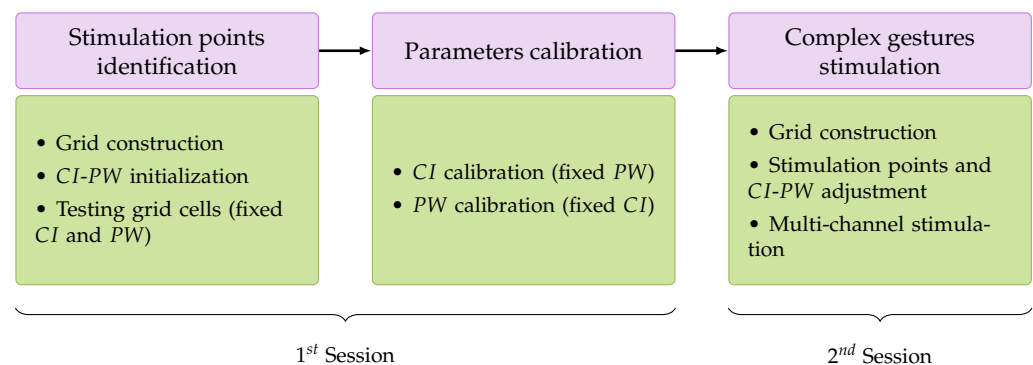 Stimulation points
identification
Parameters calibration
Complex gestures
stimulation
• Grid construction
• CI-PW initialization
• Testing grid cells (fixed
CI and PW)
• CI calibration (fixed PW)
• PW calibration (fixed CI)
• Grid construction
• Stimulation points and
CI-PW adjustment
• Multi-channel stimula-
tion
1st Session
2nd Session